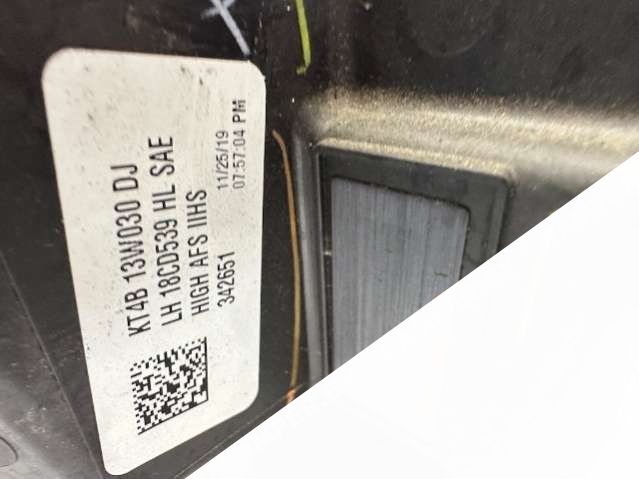 KT4B 13W030 DJ
LH 18CD539 HL SAE
HIGH AFS IIHS
342651
11/25/19
07:57:04 PM